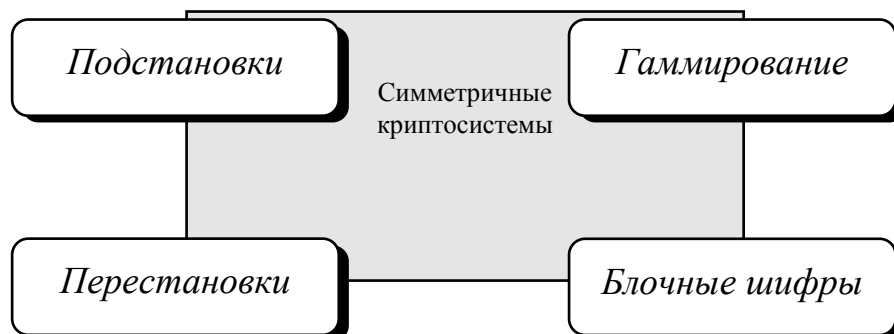 Подстановки
Гаммирование
Симметричные
криптосистемы
Перестановки
Блочные шифры